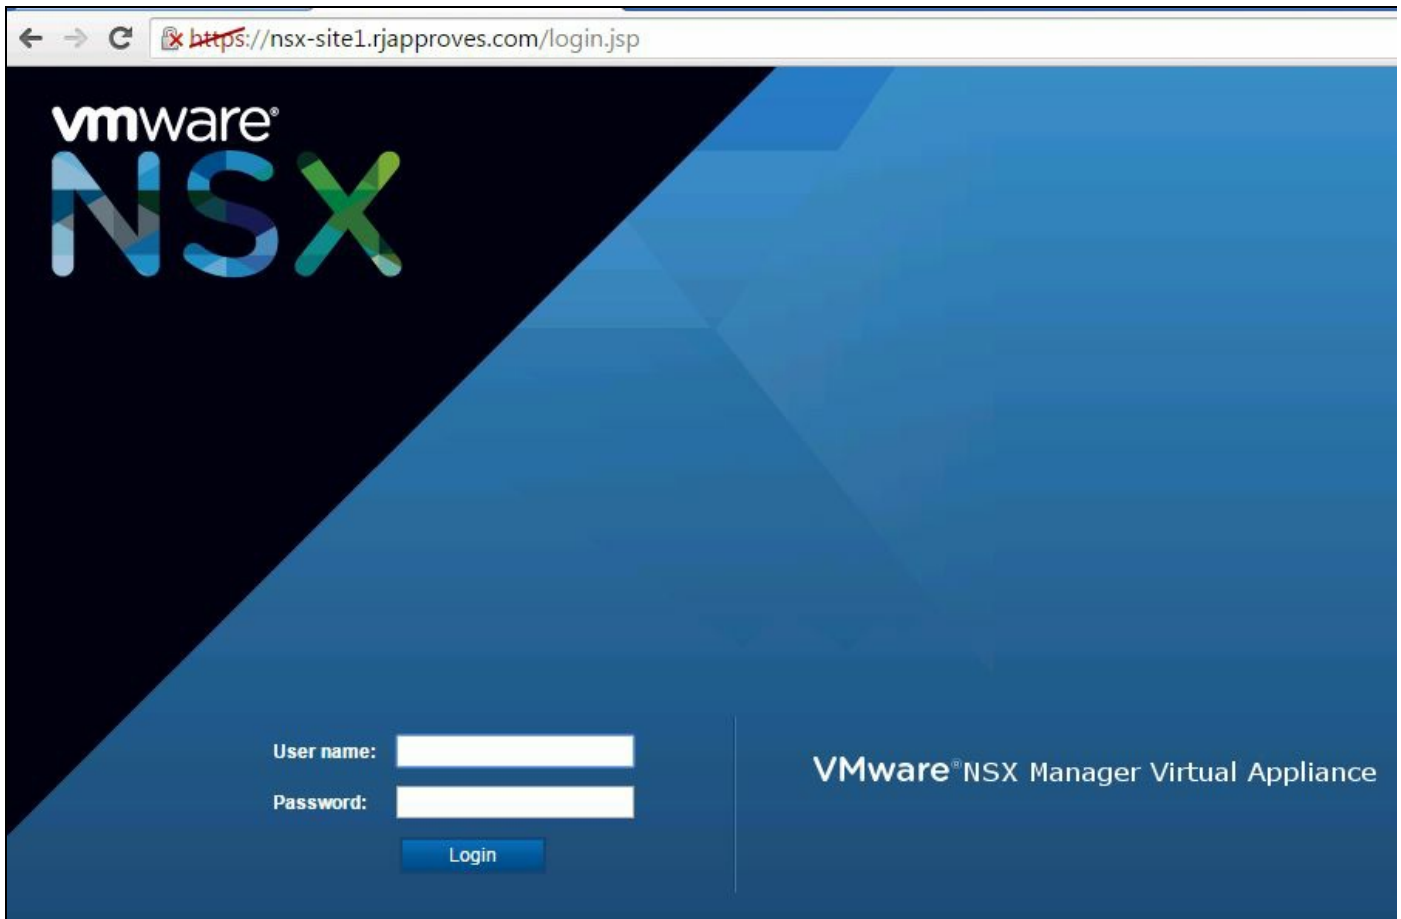 https://nsx-site1.rjapproves.com/login.jsp
vmware®
NSX
User name:
Password:
Login
VMware®NSX Manager Virtual Appliance